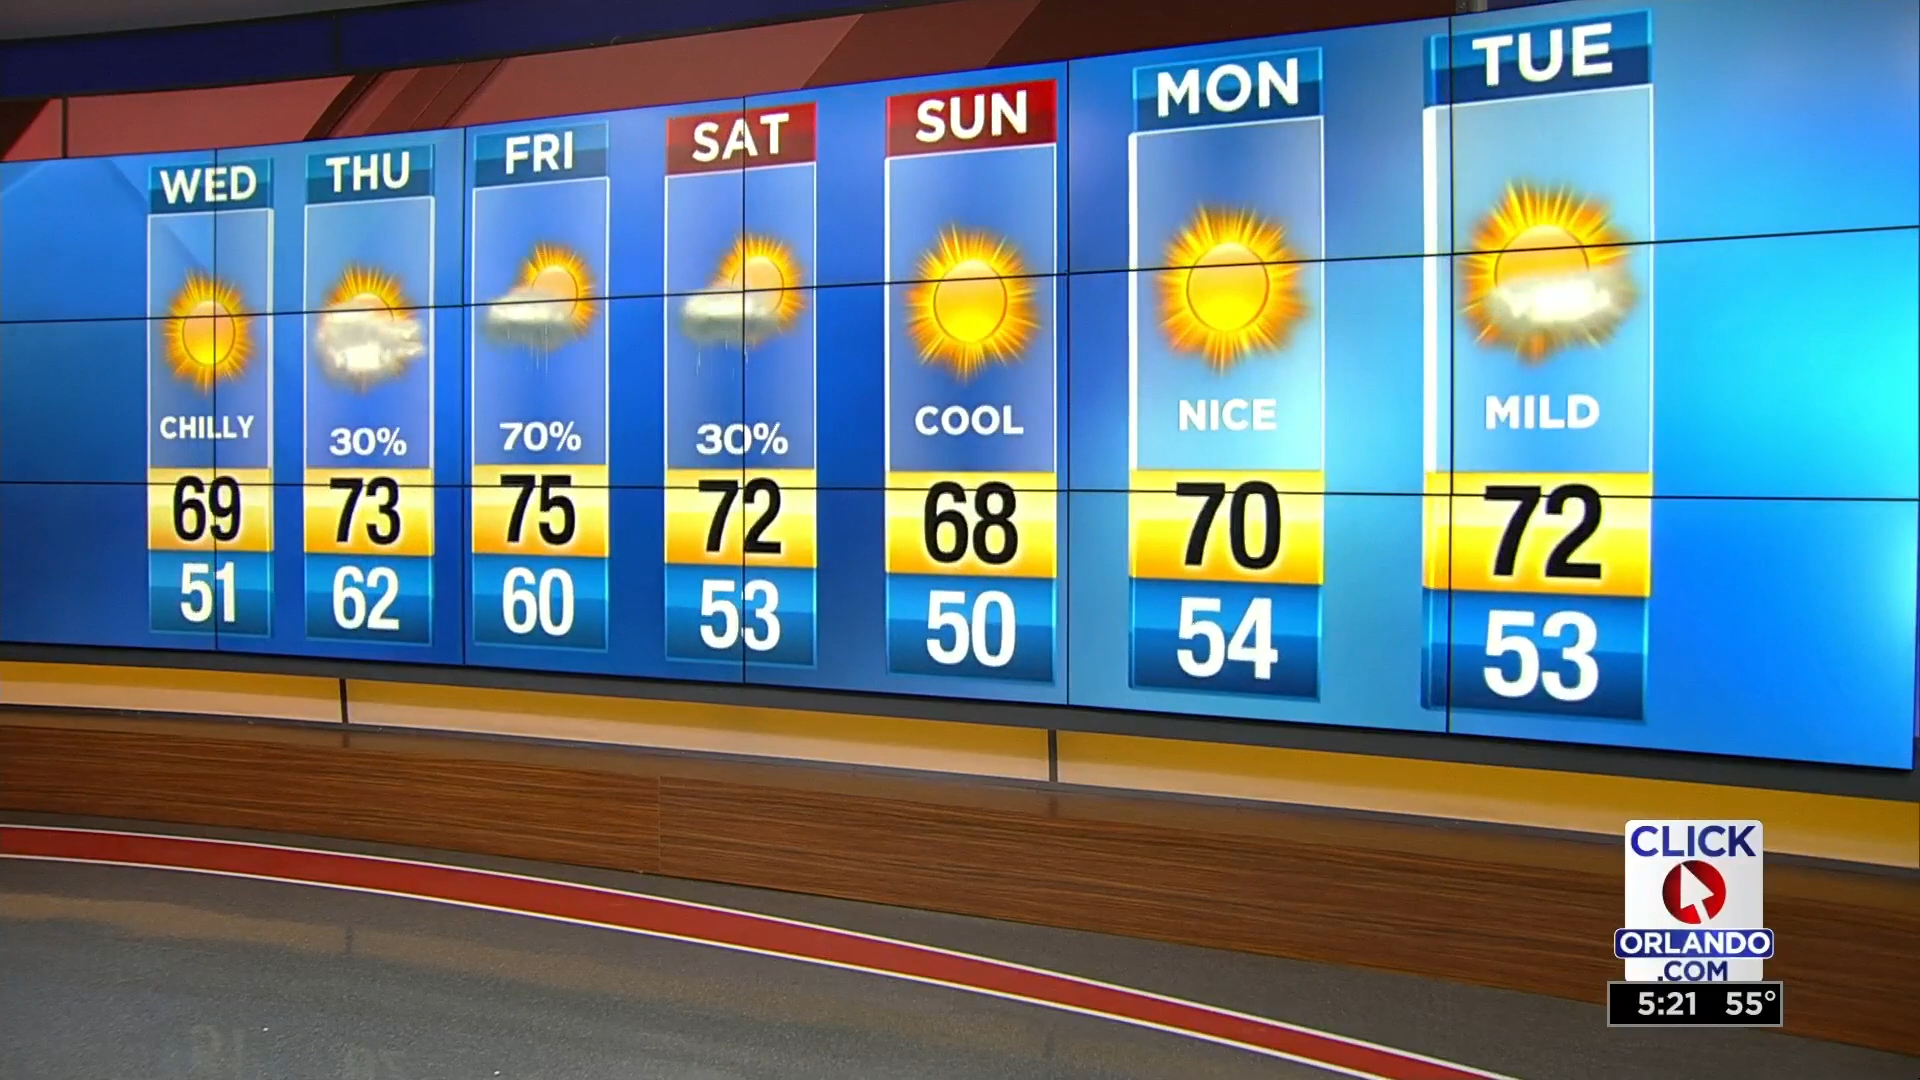 WED
THU
FRI
SAT
SUN
MON
TUE
CHILLY
30%
70%
30%
COOL
NICE
MILD
69
73
75
72
68
70
72
51
62
60
53
50
54
53
CLICK
ORLANDO
.COM
5:21 55°